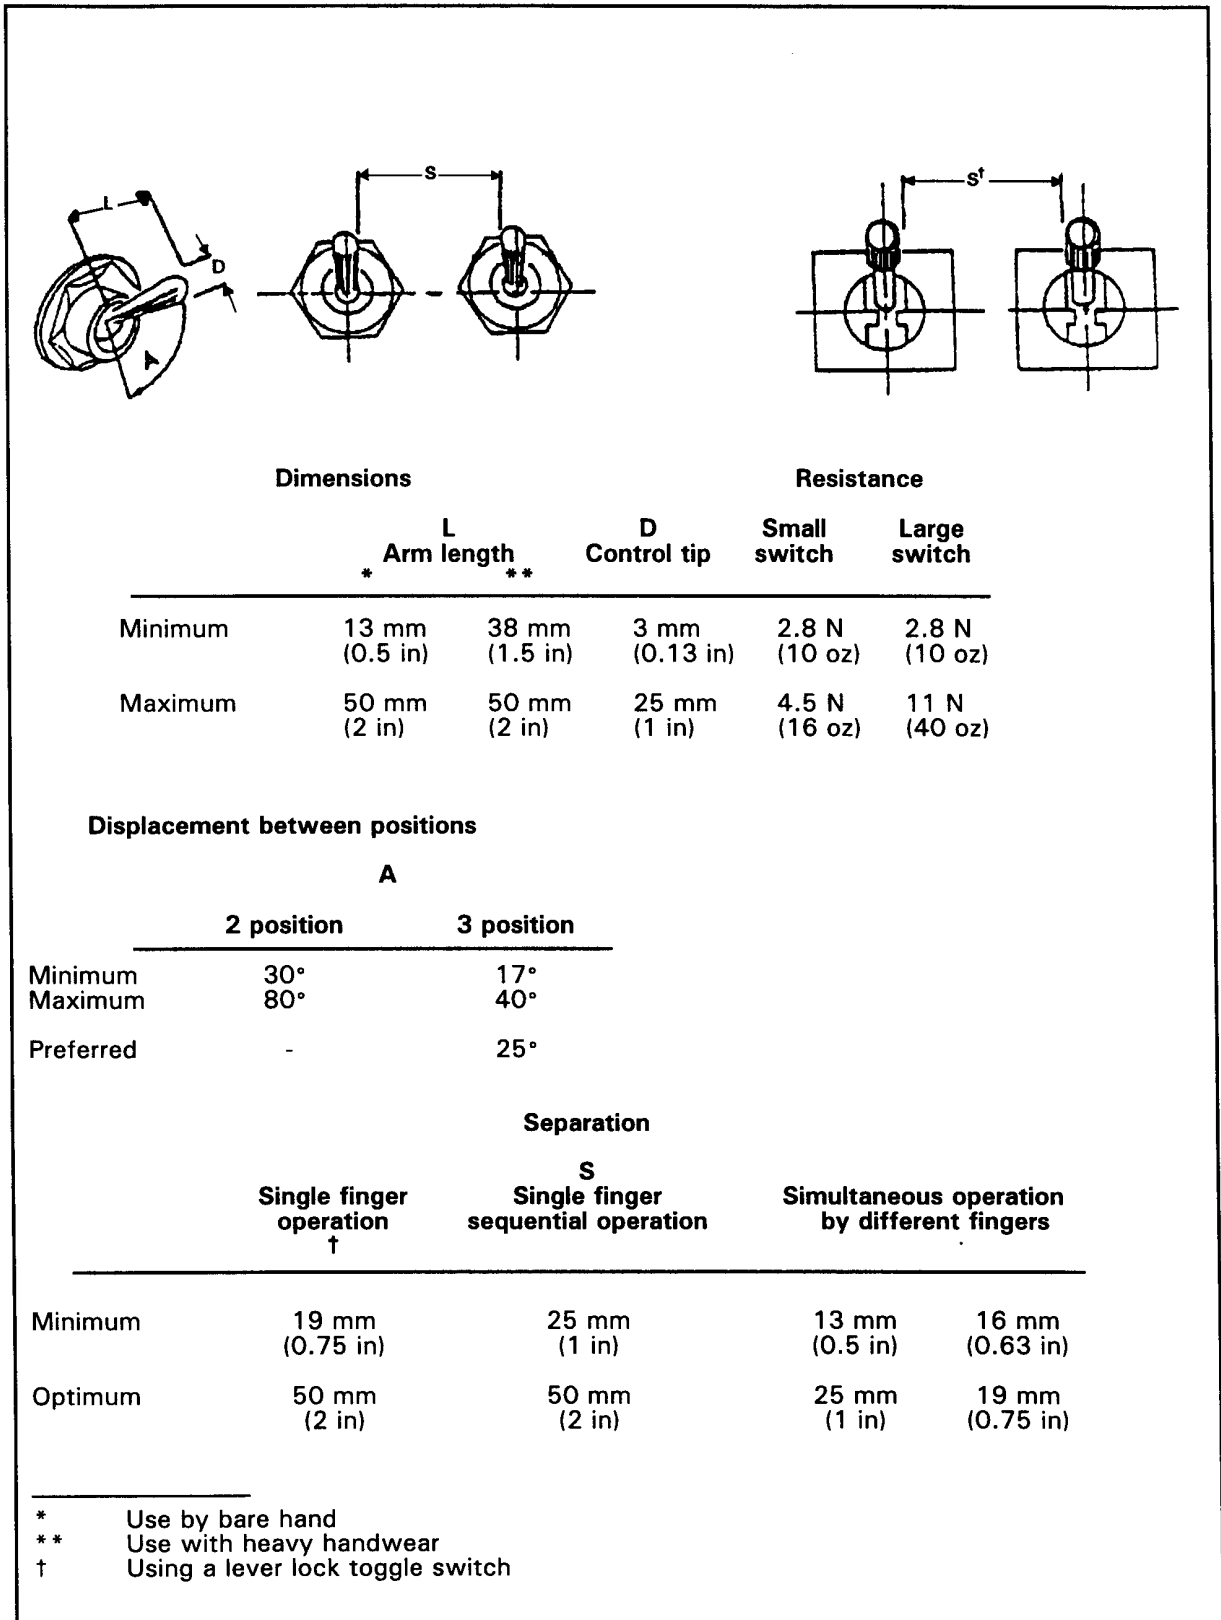 L
D
A
S
S†
Dimensions Resistance
L D Small Large
Arm length Control tip switch switch
* **
Minimum 13 mm 38 mm 3 mm 2.8 N 2.8 N
(0.5 in) (1.5 in) (0.13 in) (10 oz) (10 oz)
Maximum 50 mm 50 mm 25 mm 4.5 N 11 N
(2 in) (2 in) (1 in) (16 oz) (40 oz)
Displacement between positions
A
2 position 3 position
Minimum 30° 17°
Maximum 80° 40°
Preferred - 25°
Separation
S
Single finger Single finger Simultaneous operation
operation sequential operation by different fingers
†
Minimum 19 mm 25 mm 13 mm 16 mm
(0.75 in) (1 in) (0.5 in) (0.63 in)
Optimum 50 mm 50 mm 25 mm 19 mm
(2 in) (2 in) (1 in) (0.75 in)
* Use by bare hand
** Use with heavy handwear
† Using a lever lock toggle switch